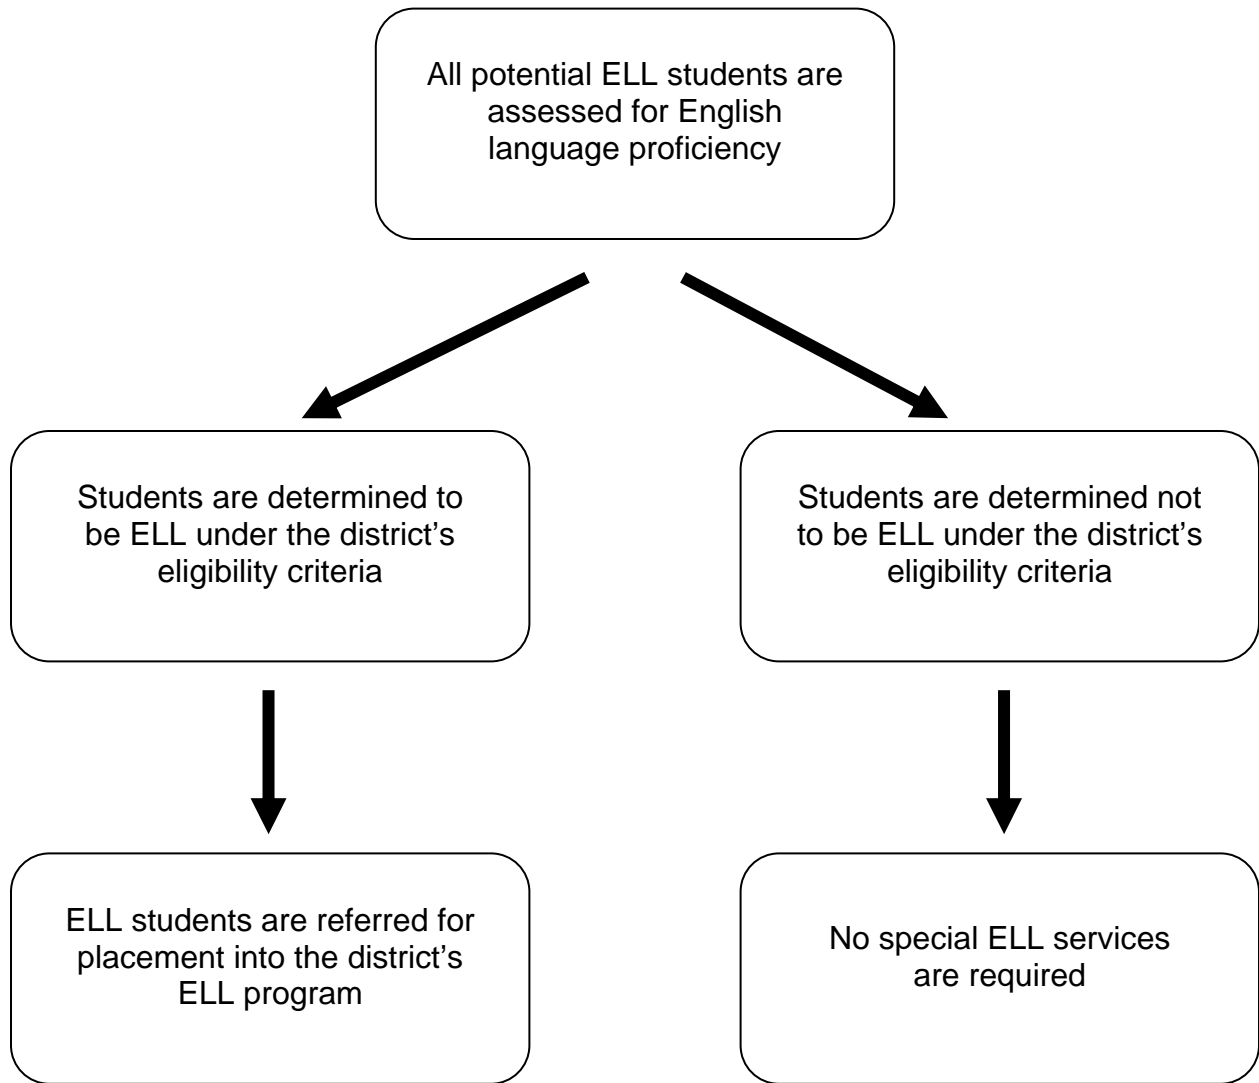 All potential ELL students are
assessed for English
language proficiency
Students are determined to
be ELL under the district’s
eligibility criteria
Students are determined not
to be ELL under the district’s
eligibility criteria
ELL students are referred for
placement into the district’s
ELL program
No special ELL services
are required